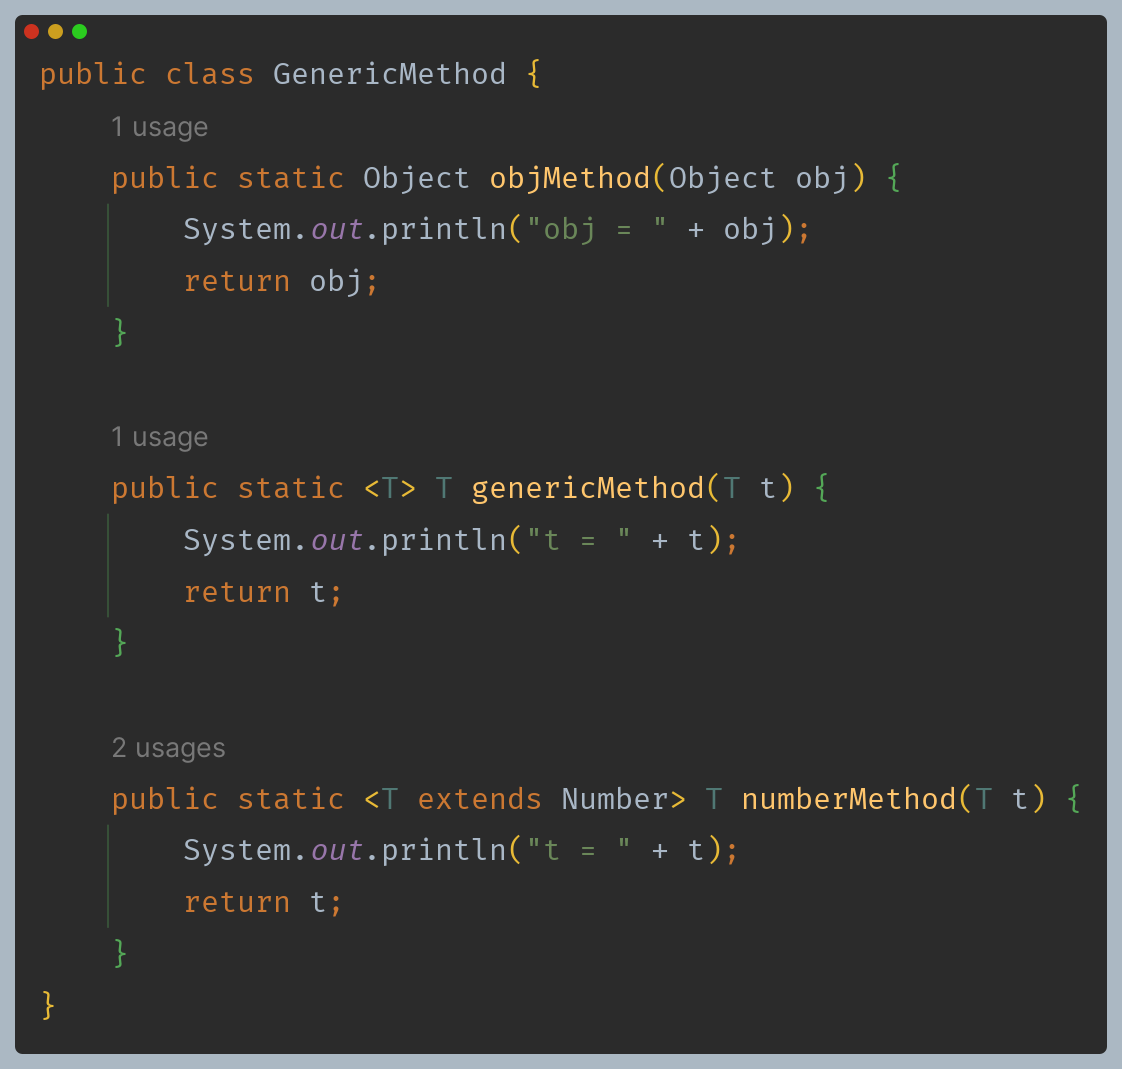 public class GenericMethod {
1 usage
public static Object objMethod(Object obj) {
System.out.println("obj = " + obj);
return obj;
}
1 usage
public static <T> T genericMethod(T t) {
System.out.println("t = " + t);
return t;
}
2 usages
public static <T extends Number> T numberMethod(T t) {
System.out.println("t = " + t);
return t;
}
}